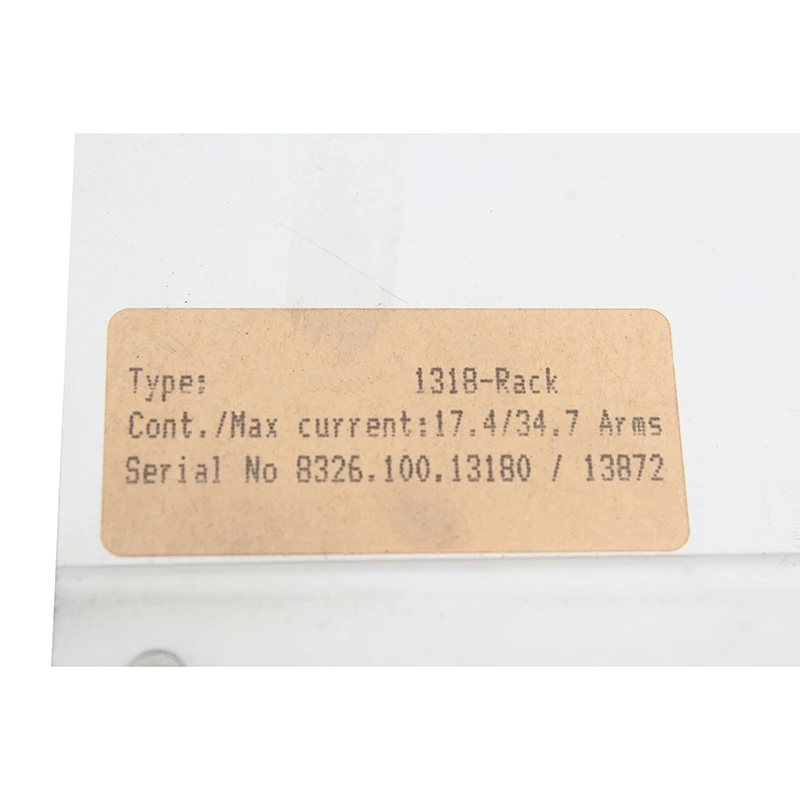 Type: 1318-Rack
Cont./Max current:17.4/34.7 Arms
Serial No 8326.100.13180 / 13872